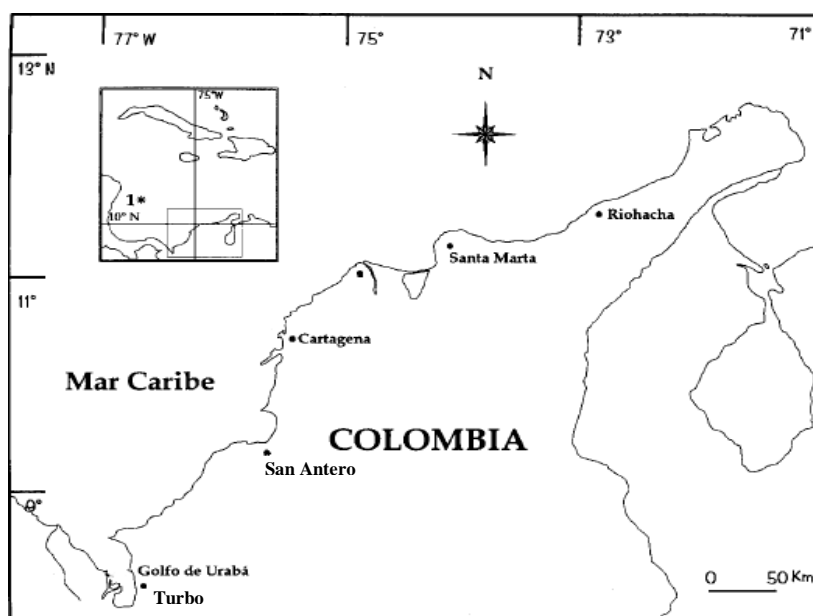 77° W
75°
73°
71°
13° N
75° W
N
1*
10° N
Riohacha
Santa Marta
11°
Cartagena
Mar Caribe
COLOMBIA
San Antero
9°
Golfo de Urabá
Turbo
0 50 Km